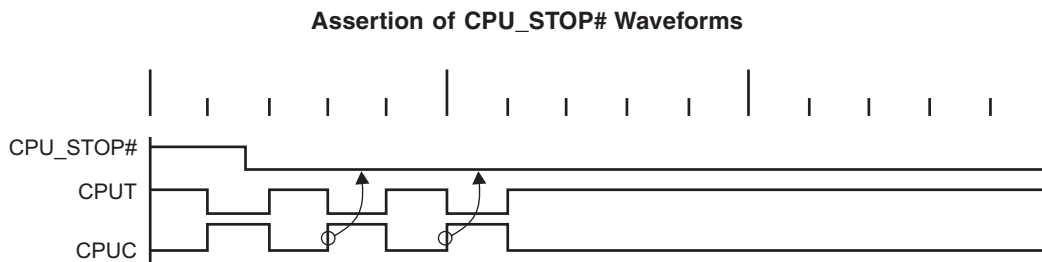 Assertion of CPU_STOP# Waveforms
CPU_STOP#
CPUT
CPUC